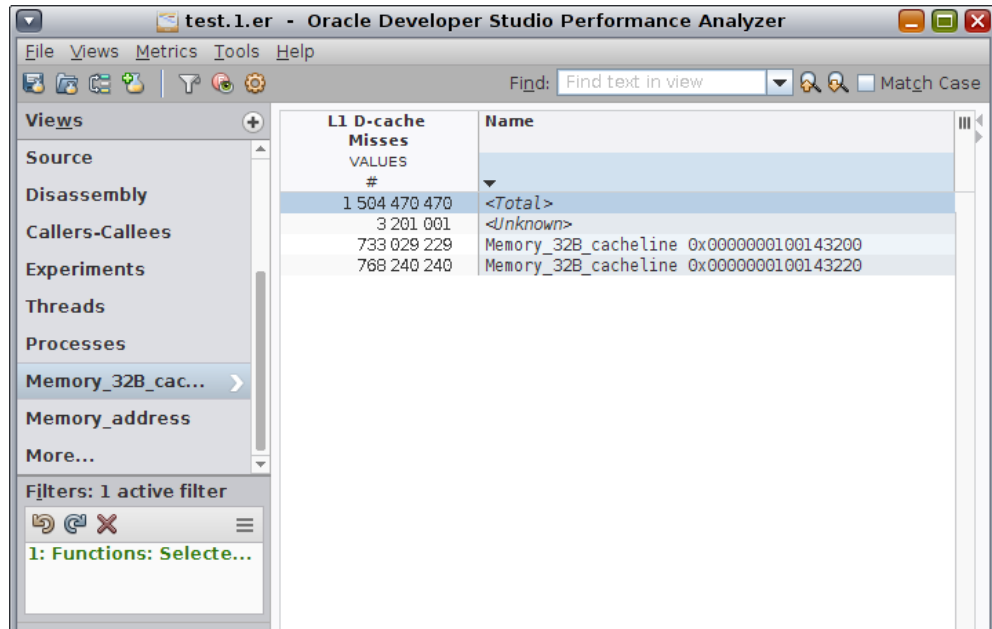 test.1.er - Oracle Developer Studio Performance Analyzer
File Views Metrics Tools Help
Find: Find text in view Match Case
Views
Source
Disassembly
Callers-Callees
Experiments
Threads
Processes
Memory_32B_cac...
Memory_address
More...
Filters: 1 active filter
1: Functions: Selecte...
L1 D-cache Name
Misses
VALUES
#
1 504 470 470 <Total>
3 201 001 <Unknown>
733 029 229 Memory_32B_cacheline 0x0000000100143200
768 240 240 Memory_32B_cacheline 0x0000000100143220